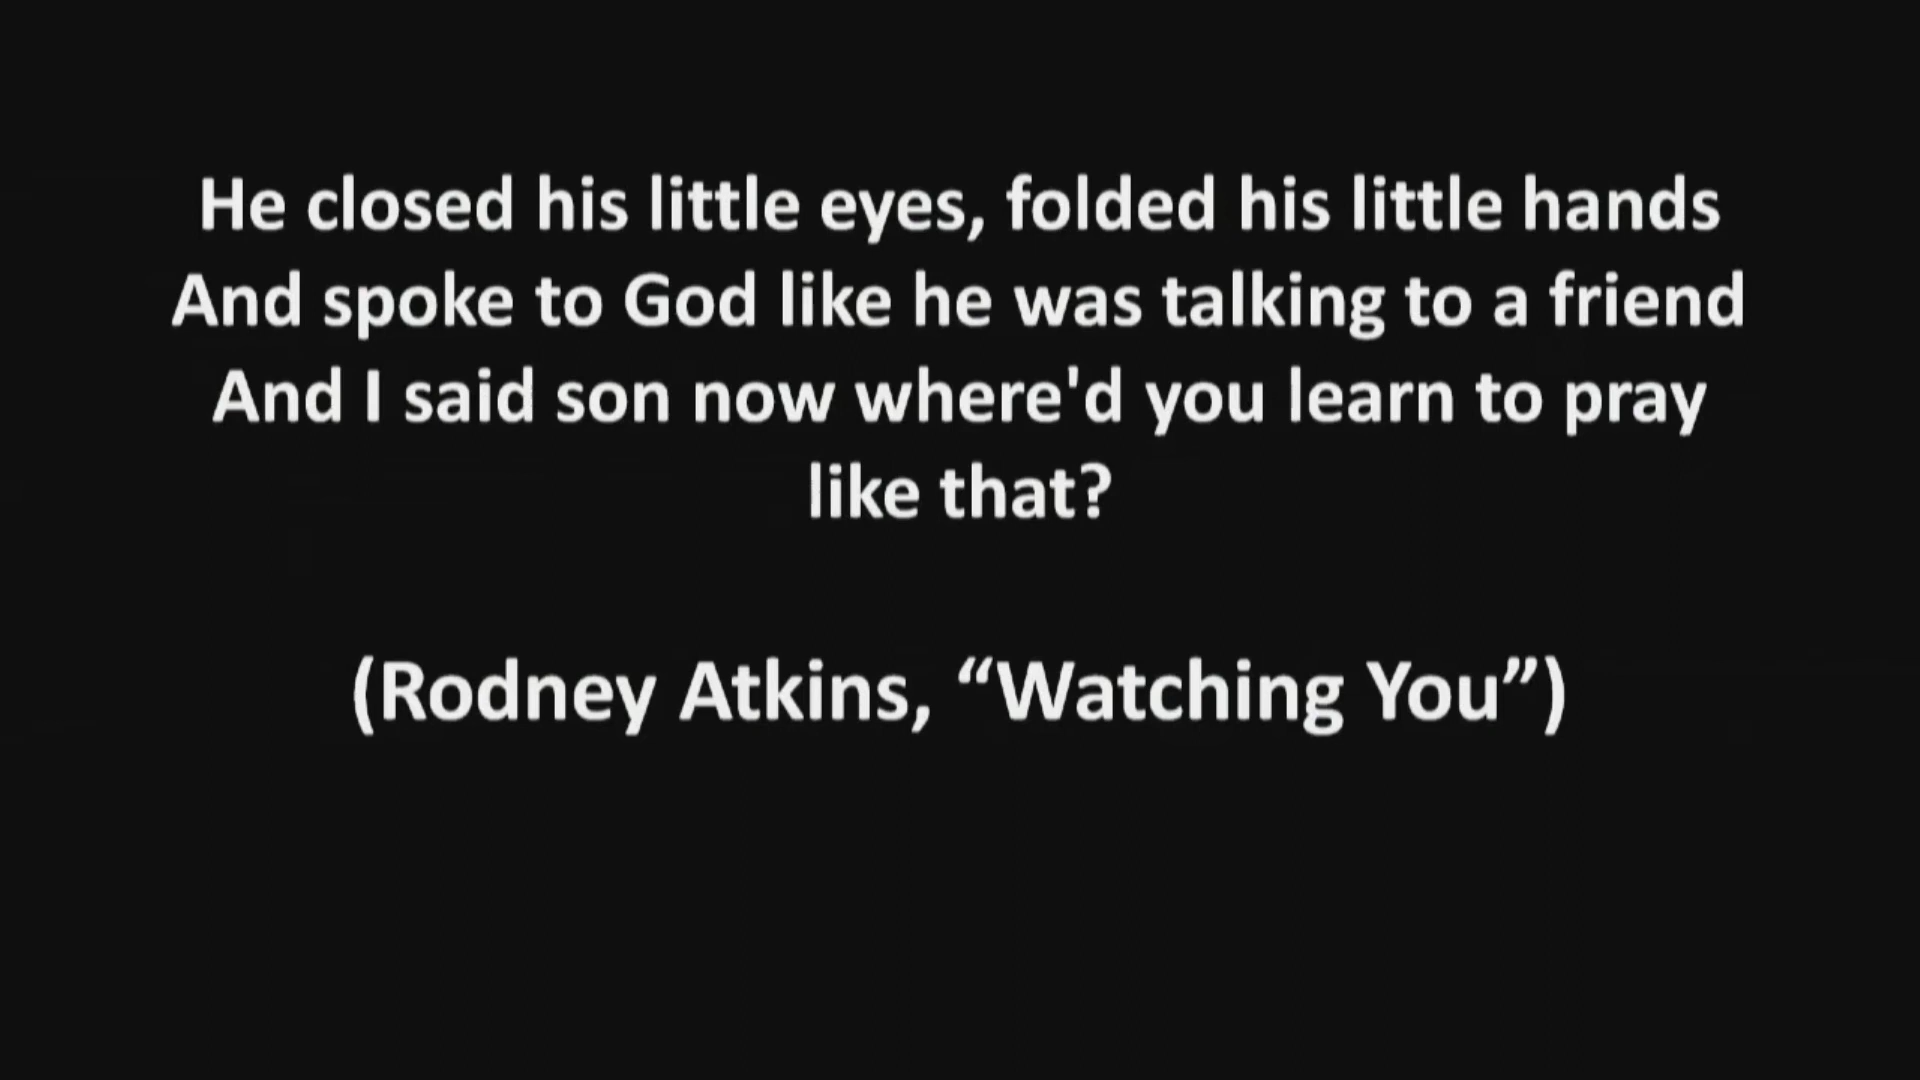 He closed his little eyes, folded his little hands
And spoke to God like he was talking to a friend
And I said son now where'd you learn to pray
like that?
(Rodney Atkins, “Watching You”)